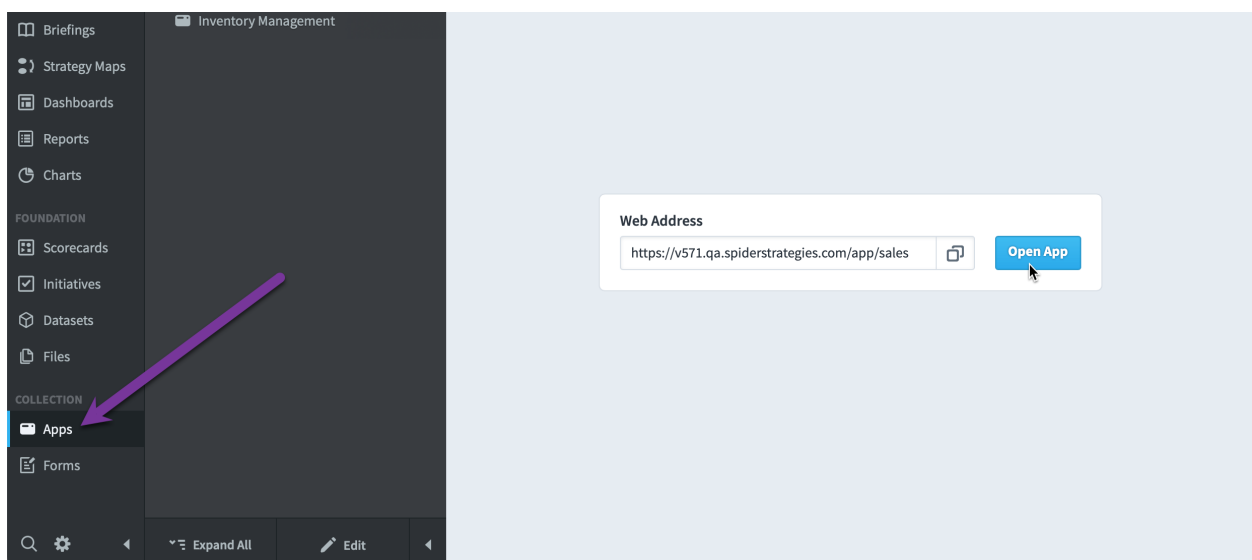 Briefings
Strategy Maps
Dashboards
Reports
Charts
FOUNDATION
Scorecards
Initiatives
Datasets
Files
COLLECTION
Apps
Forms
Inventory Management
Expand All
Edit
Web Address
https://v571.qa.spiderstrategies.com/app/sales
Open App